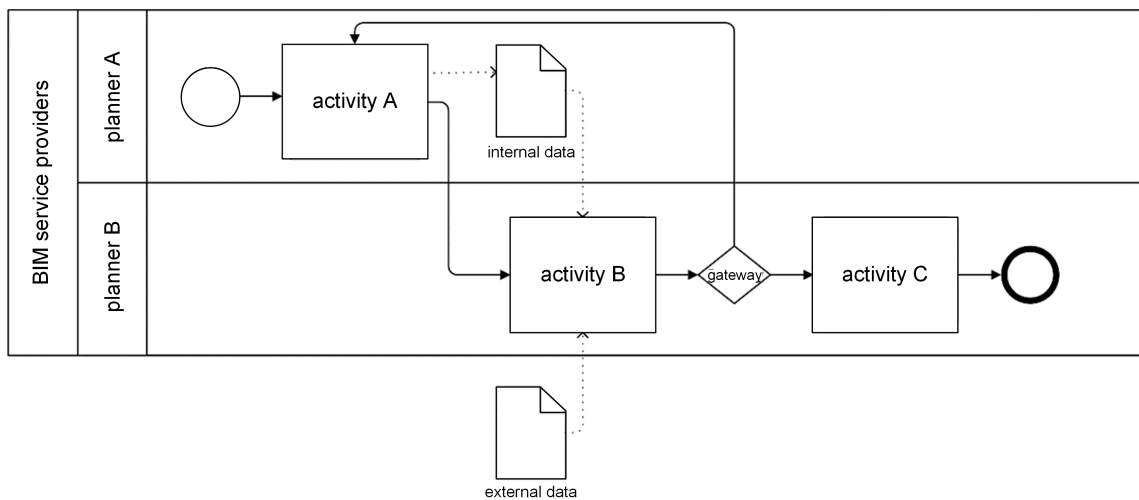 BIM service providers
planner A
activity A
internal data
planner B
activity B
gateway
activity C
external data